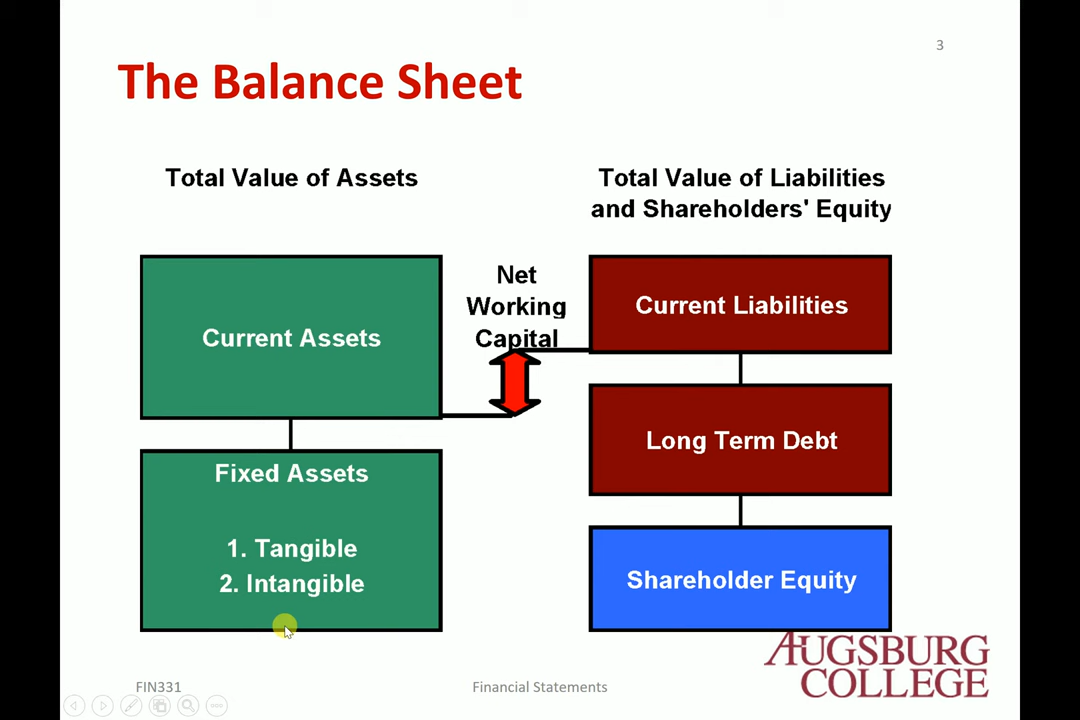 3
The Balance Sheet
Total Value of Assets
Total Value of Liabilities
and Shareholders' Equity
Current Assets
Net
Working
Capital
Current Liabilities
Long Term Debt
Fixed Assets
1. Tangible
2. Intangible
Shareholder Equity
AUGSBURG
COLLEGE
FIN331
Financial Statements